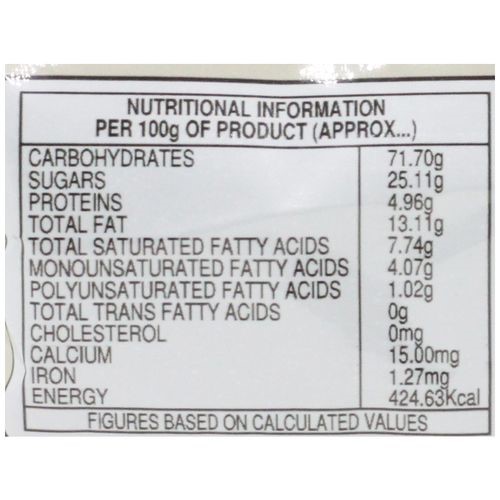 NUTRITIONAL INFORMATION
PER 100g OF PRODUCT (APPROX...)
CARBOHYDRATES 71.70g
SUGARS 25.11g
PROTEINS 4.96g
TOTAL FAT 13.11g
TOTAL SATURATED FATTY ACIDS 7.74g
MONOUNSATURATED FATTY ACIDS 4.07g
POLYUNSATURATED FATTY ACIDS 1.02g
TOTAL TRANS FATTY ACIDS 0g
CHOLESTEROL 0mg
CALCIUM 15.00mg
IRON 1.27mg
ENERGY 424.63Kcal
FIGURES BASED ON CALCULATED VALUES